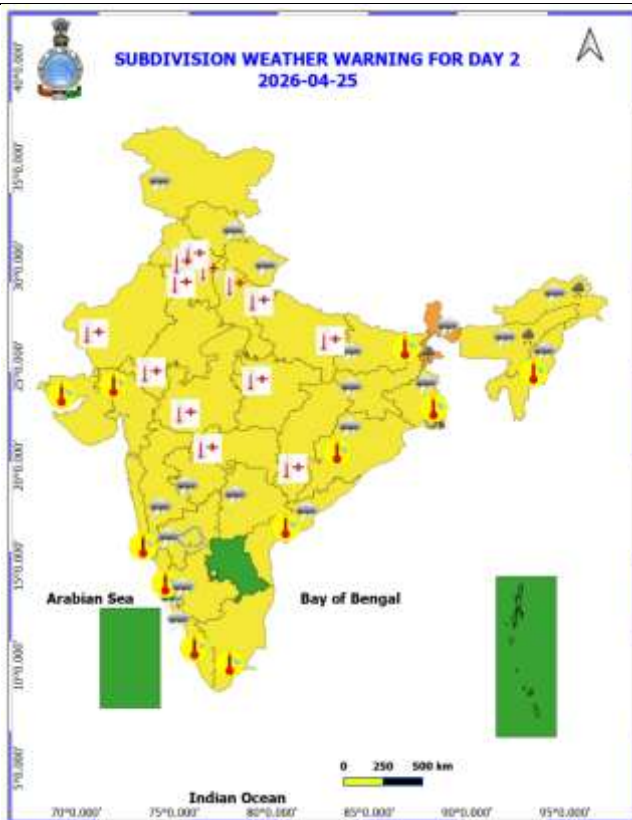 SUBDIVISION WEATHER WARNING FOR DAY 2
2026-04-25
40°0.000'
35°0.000'
30°0.000'
25°0.000'
20°0.000'
15°0.000'
10°0.000'
5°0.000'
Arabian Sea
Bay of Bengal
0 250 500 km
Indian Ocean
70°0.000' 75°0.000' 80°0.000' 85°0.000' 90°0.000' 95°0.000'